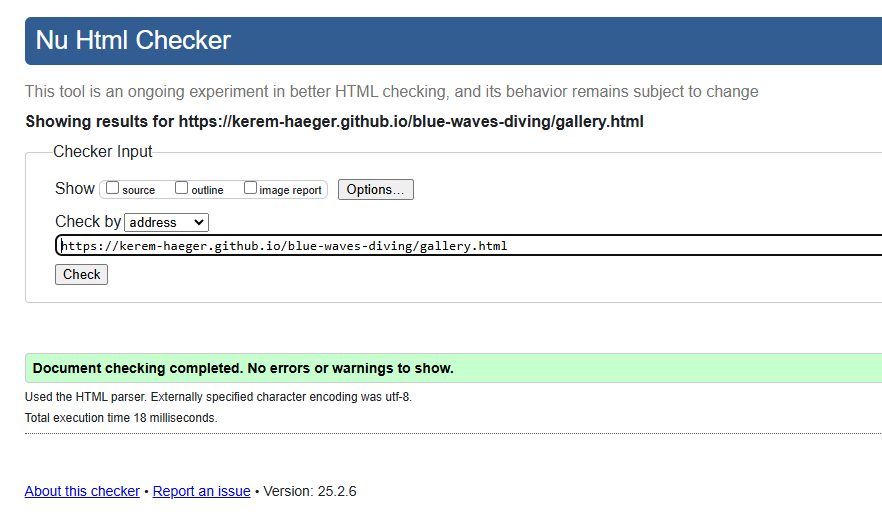 Nu Html Checker
This tool is an ongoing experiment in better HTML checking, and its behavior remains subject to change
Showing results for https://kerem-haeger.github.io/blue-waves-diving/gallery.html
Checker Input
Show source outline image report Options...
Check by address
https://kerem-haeger.github.io/blue-waves-diving/gallery.html
Check
Document checking completed. No errors or warnings to show.
Used the HTML parser. Externally specified character encoding was utf-8.
Total execution time 18 milliseconds.
About this checker • Report an issue • Version: 25.2.6